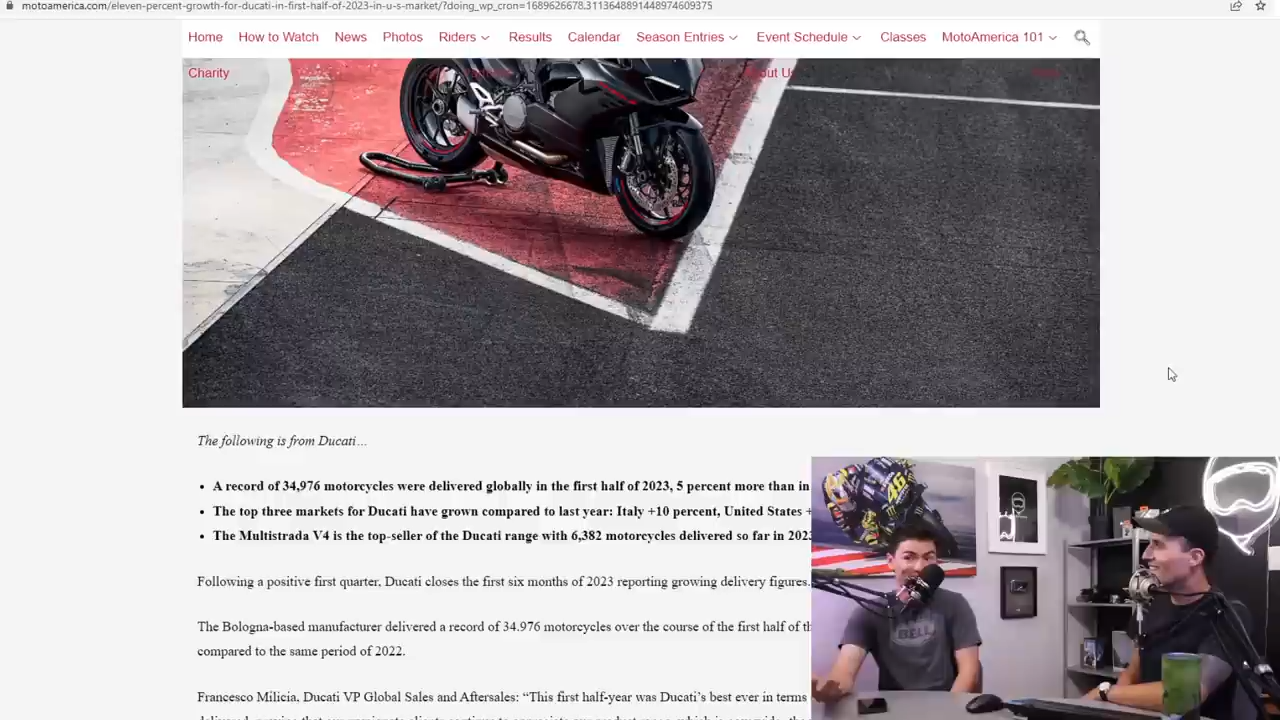 motoamerica.com/eleven-percent-growth-for-ducati-in-first-half-of-2023-in-u-s-market/?doing_wp_cron=1689626678.3113648891448974609375
Home How to Watch News Photos Riders Results Calendar Season Entries Event Schedule Classes MotoAmerica 101
Charity About Us
The following is from Ducati…
• A record of 34,976 motorcycles were delivered globally in the first half of 2023, 5 percent more than in
• The top three markets for Ducati have grown compared to last year: Italy +10 percent, United States +
• The Multistrada V4 is the top-seller of the Ducati range with 6,382 motorcycles delivered so far in 2023
Following a positive first quarter, Ducati closes the first six months of 2023 reporting growing delivery figures.
The Bologna-based manufacturer delivered a record of 34.976 motorcycles over the course of the first half of th
compared to the same period of 2022.
Francesco Milicia, Ducati VP Global Sales and Aftersales: “This first half-year was Ducati’s best ever in terms
46
BELL